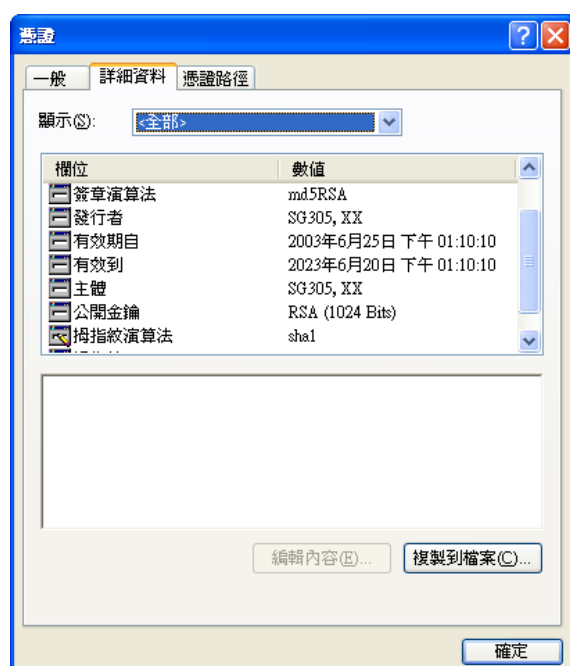 憑證
一般 詳細資料 憑證路徑
顯示(S): <全部>
欄位 數值
簽章演算法 md5RSA
發行者 SG305, XX
有效期自 2003年6月25日 下午 01:10:10
有效到 2023年6月20日 下午 01:10:10
主體 SG305, XX
公開金鑰 RSA (1024 Bits)
拇指紋演算法 sha1
編輯內容(E)... 複製到檔案(C)...
確定